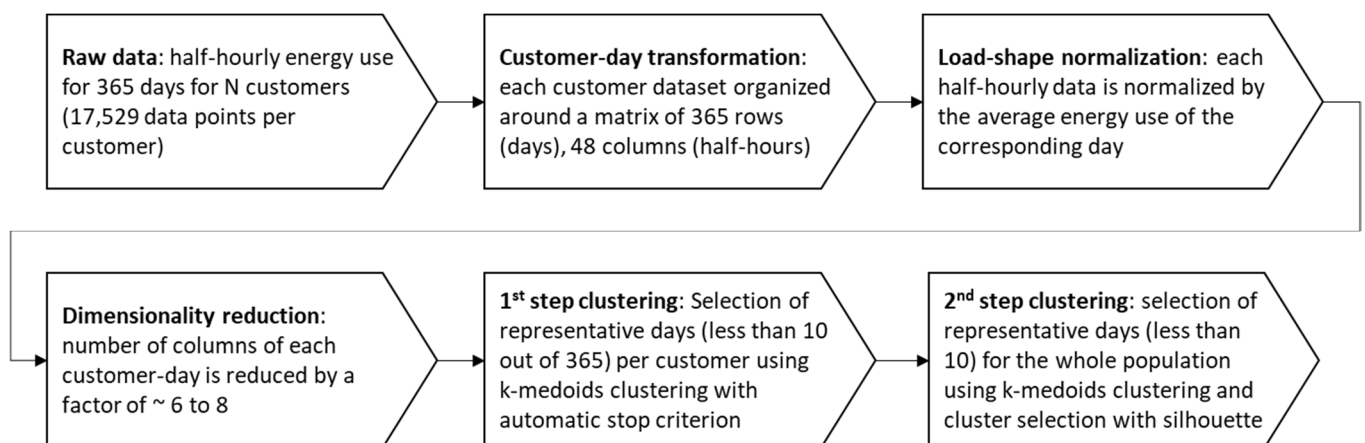 Raw data: half-hourly energy use
for 365 days for N customers
(17,529 data points per
customer)
Customer-day transformation:
each customer dataset organized
around a matrix of 365 rows
(days), 48 columns (half-hours)
Load-shape normalization: each
half-hourly data is normalized by
the average energy use of the
corresponding day
Dimensionality reduction:
number of columns of each
customer-day is reduced by a
factor of ~ 6 to 8
1st step clustering: Selection of
representative days (less than 10
out of 365) per customer using
k-medoids clustering with
automatic stop criterion
2nd step clustering: selection of
representative days (less than
10) for the whole population
using k-medoids clustering and
cluster selection with silhouette